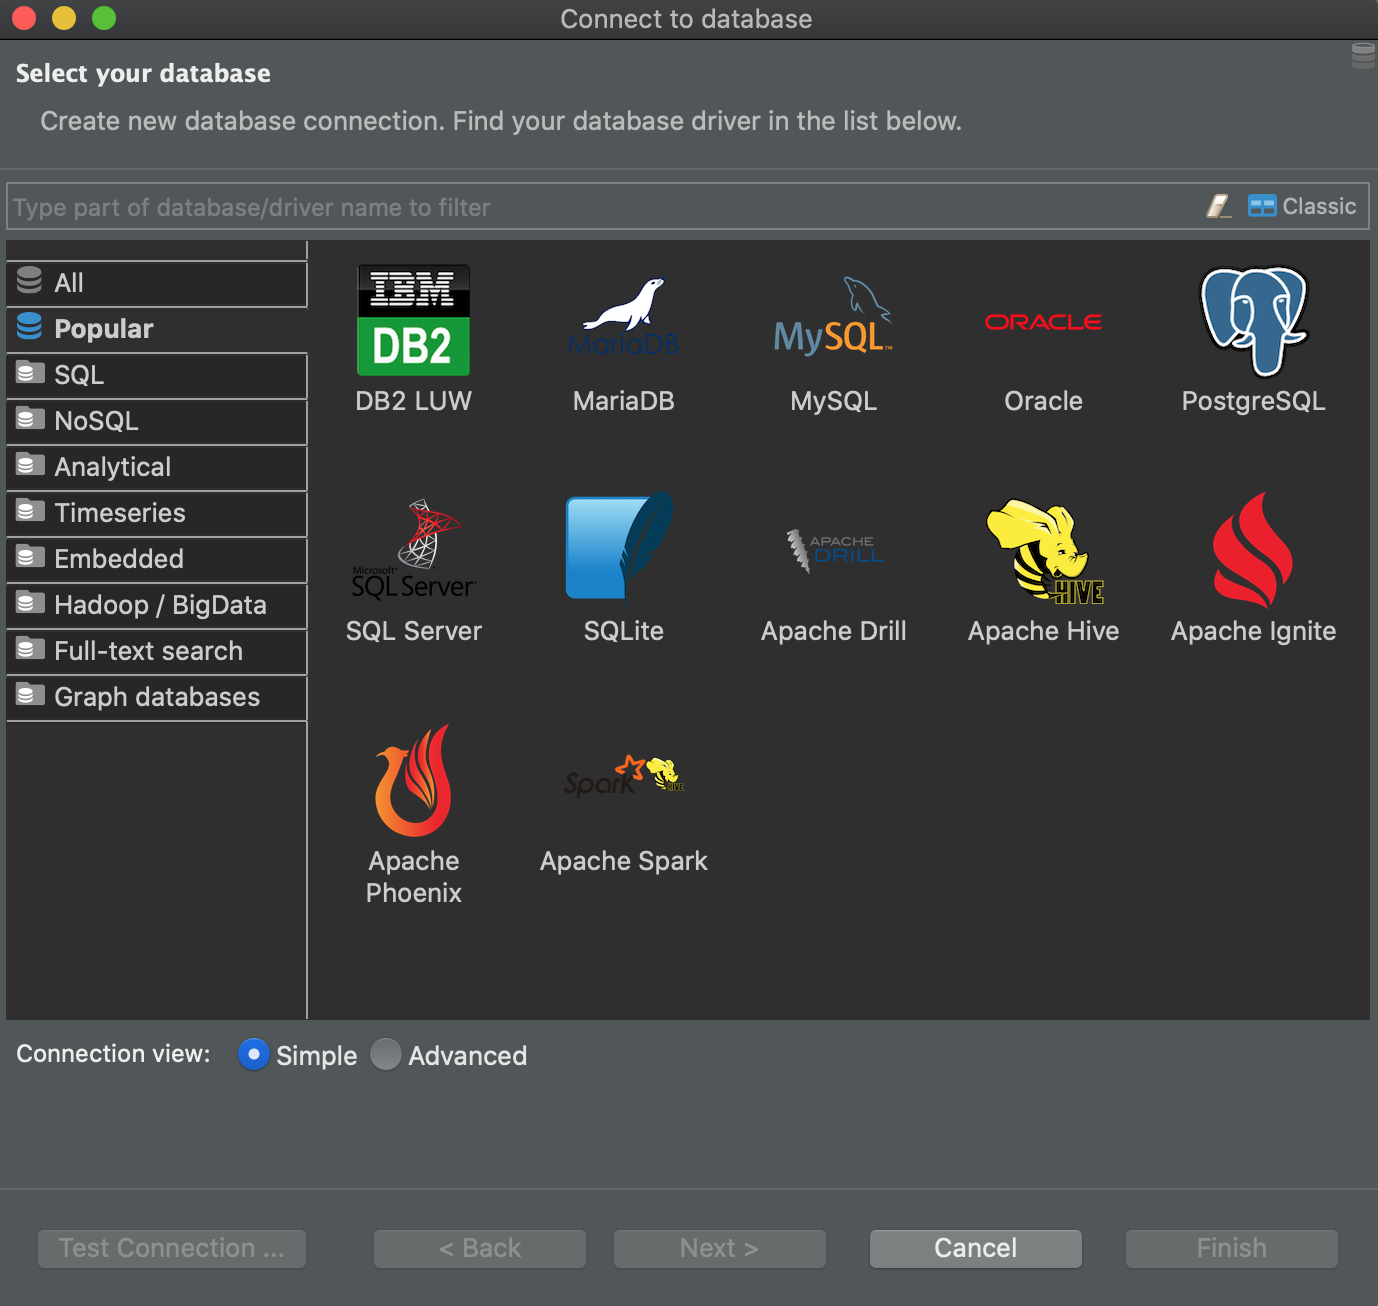 Connect to database
Select your database
Create new database connection. Find your database driver in the list below.
Type part of database/driver name to filter
Classic
All
Popular
SQL
NoSQL
Analytical
Timeseries
Embedded
Hadoop / BigData
Full-text search
Graph databases
IBM
DB2
DB2 LUW
MariaDB
MariaDB
MySQL™
MySQL
ORACLE
Oracle
PostgreSQL
Microsoft®
SQL Server®
SQL Server
SQLite
APACHE
DRILL
Apache Drill
HIVE
Apache Hive
Apache Ignite
Apache
Phoenix
Spark
HIVE
Apache Spark
Connection view:
Simple
Advanced
Test Connection ...
< Back
Next >
Cancel
Finish